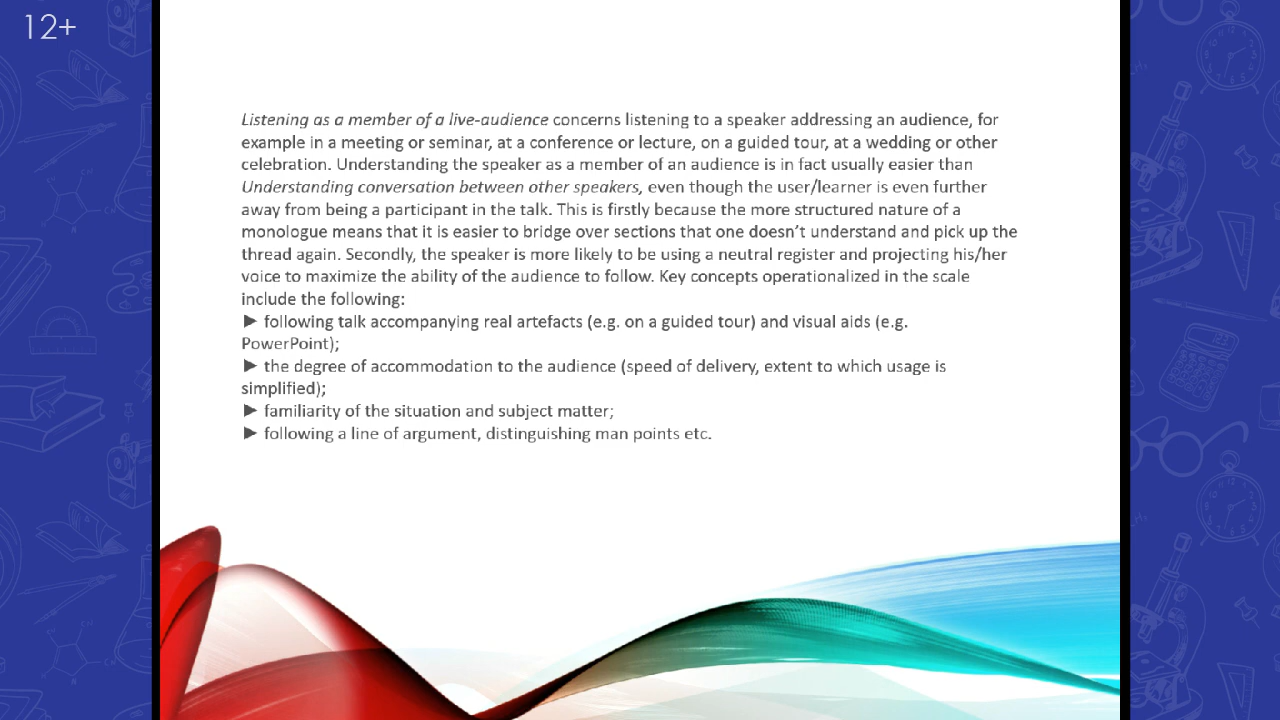 12+
Listening as a member of a live-audience concerns listening to a speaker addressing an audience, for
example in a meeting or seminar, at a conference or lecture, on a guided tour, at a wedding or other
celebration. Understanding the speaker as a member of an audience is in fact usually easier than
Understanding conversation between other speakers, even though the user/learner is even further
away from being a participant in the talk. This is firstly because the more structured nature of a
monologue means that it is easier to bridge over sections that one doesn’t understand and pick up the
thread again. Secondly, the speaker is more likely to be using a neutral register and projecting his/her
voice to maximize the ability of the audience to follow. Key concepts operationalized in the scale
include the following:
► following talk accompanying real artefacts (e.g. on a guided tour) and visual aids (e.g.
PowerPoint);
► the degree of accommodation to the audience (speed of delivery, extent to which usage is
simplified);
► familiarity of the situation and subject matter;
► following a line of argument, distinguishing man points etc.